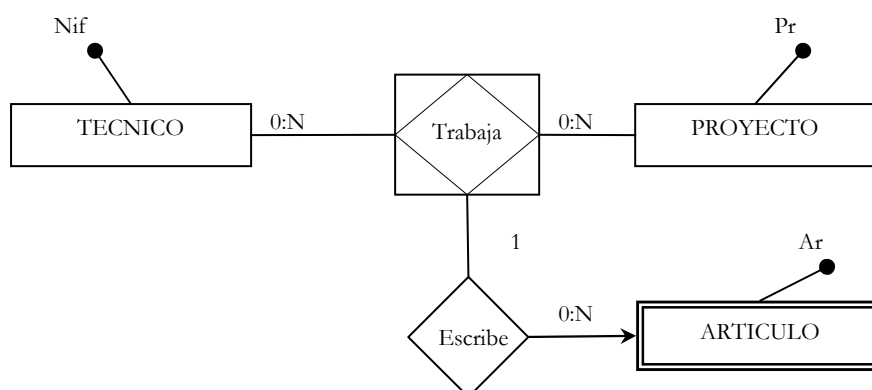 Nif
Pr
TECNICO
0:N
Trabaja
0:N
PROYECTO
1
Ar
Escribe
0:N
ARTICULO